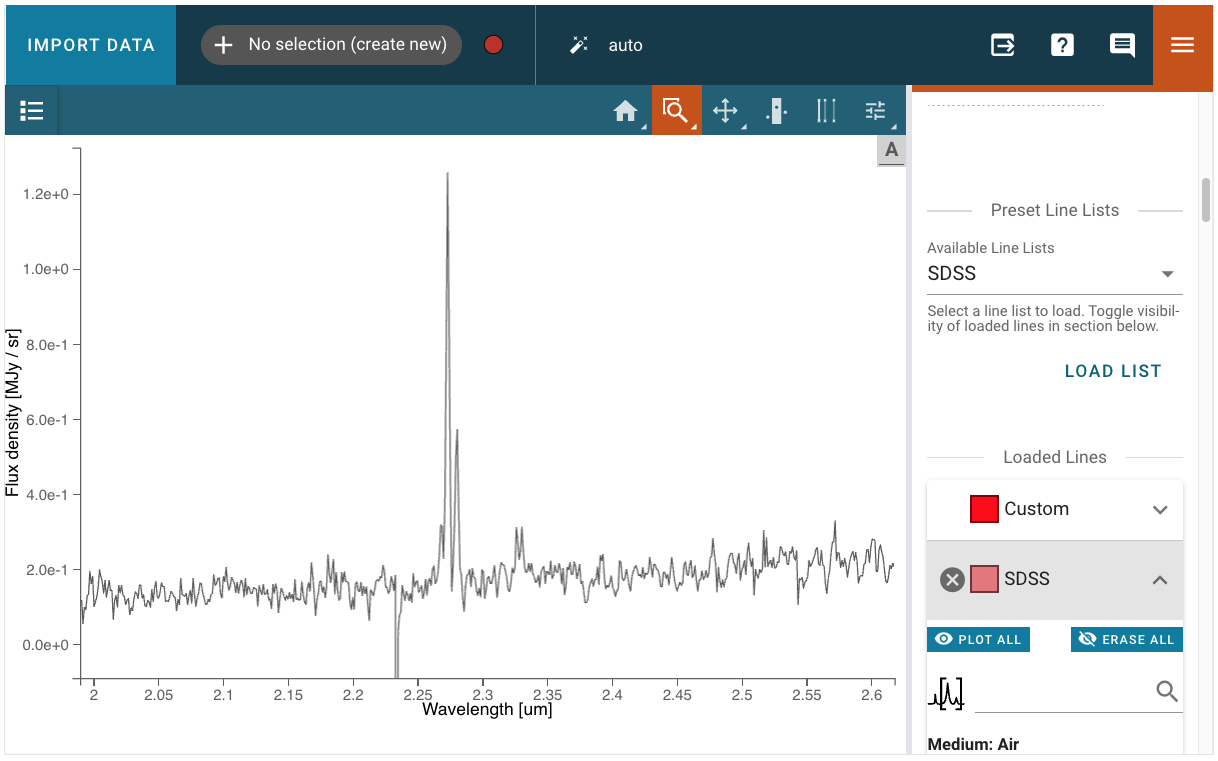 IMPORT DATA
No selection (create new)
auto
A
1.2e+0
1.0e+0
8.0e-1
6.0e-1
4.0e-1
2.0e-1
0.0e+0
Flux density [MJy / sr]
2 2.05 2.1 2.15 2.2 2.25 2.3 2.35 2.4 2.45 2.5 2.55 2.6
Wavelength [um]
Preset Line Lists
Available Line Lists
SDSS
Select a line list to load. Toggle visibil-
ity of loaded lines in section below.
LOAD LIST
Loaded Lines
Custom
SDSS
PLOT ALL ERASE ALL
Medium: Air